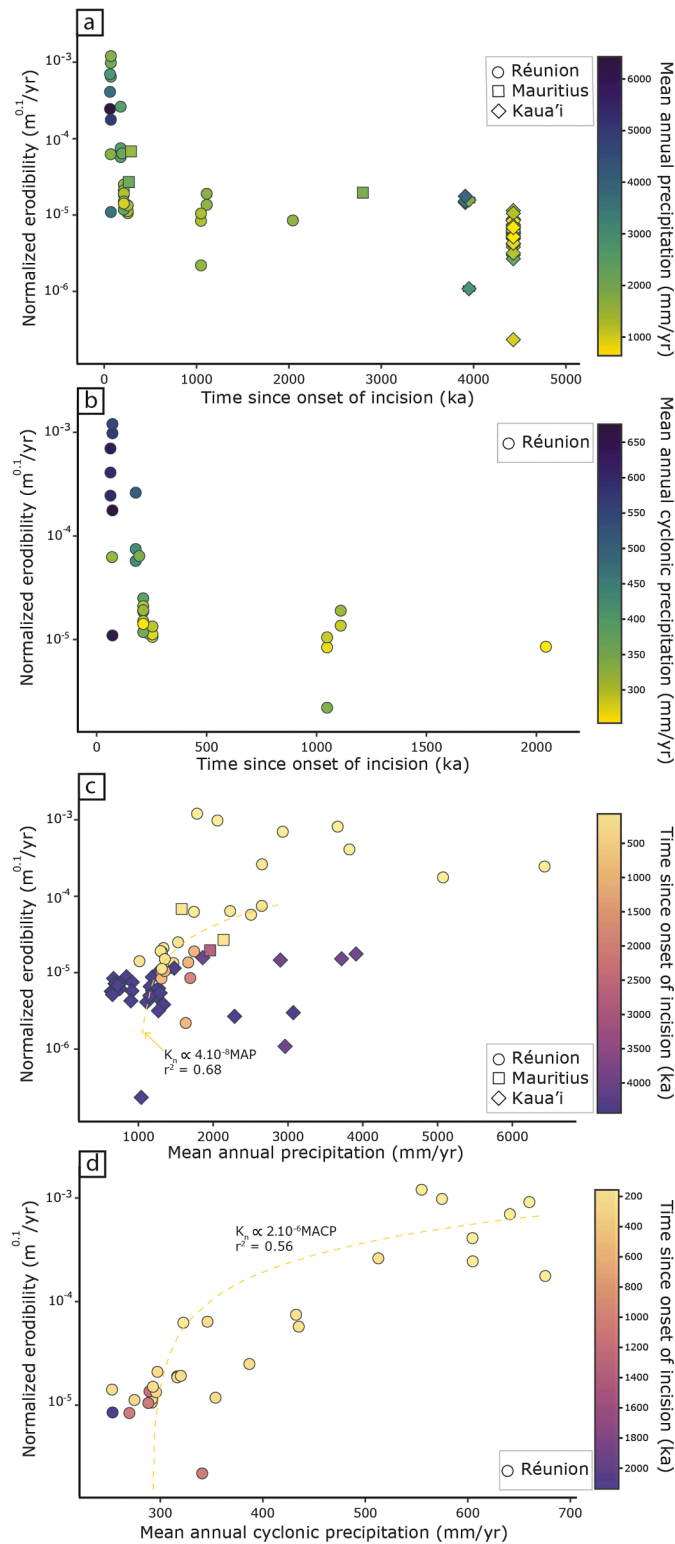 a
Normalized erodibility (m^0.1/yr)
10^-3
10^-4
10^-5
10^-6
0
1000
2000
3000
4000
5000
Time since onset of incision (ka)
Réunion
Mauritius
Kaua'i
6000
5000
4000
3000
2000
1000
Mean annual precipitation (mm/yr)
b
Normalized erodibility (m^0.1/yr)
10^-3
10^-4
10^-5
0
500
1000
1500
2000
Time since onset of incision (ka)
Réunion
650
600
550
500
450
400
350
300
Mean annual cyclonic precipitation (mm/yr)
c
Normalized erodibility (m^0.1/yr)
10^-3
10^-4
10^-5
10^-6
K_n ∝ 4.10^-8MAP
r^2 = 0.68
1000
2000
3000
4000
5000
6000
Mean annual precipitation (mm/yr)
Réunion
Mauritius
Kaua'i
500
1000
1500
2000
2500
3000
3500
4000
Time since onset of incision (ka)
d
Normalized erodibility (m^0.1/yr)
10^-3
10^-4
10^-5
K_n ∝ 2.10^-6MACP
r^2 = 0.56
300
400
500
600
700
Mean annual cyclonic precipitation (mm/yr)
Réunion
200
400
600
800
1000
1200
1400
1600
1800
2000
Time since onset of incision (ka)